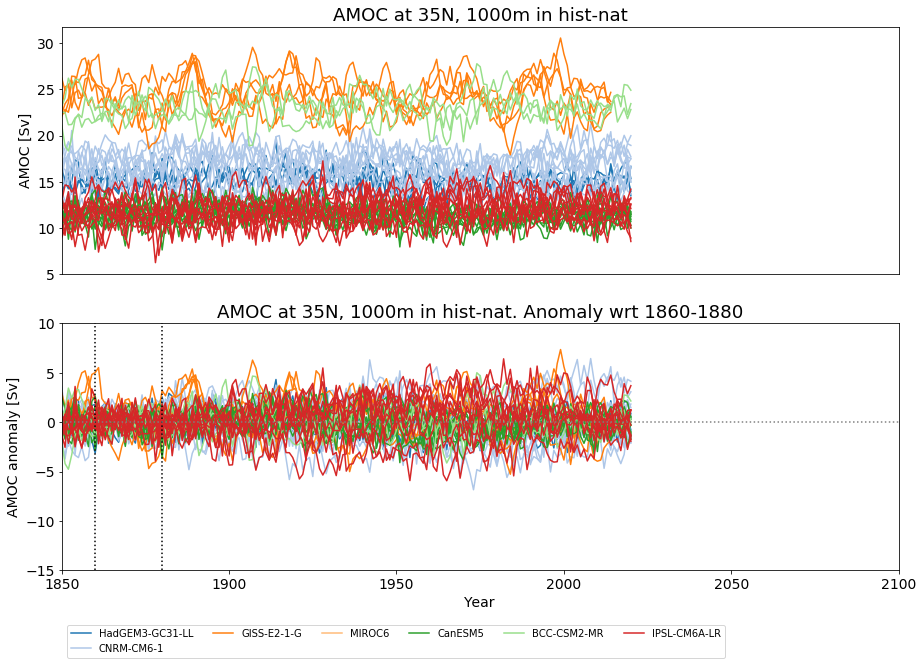 AMOC at 35N, 1000m in hist-nat
30
25
20
15
10
5
AMOC [Sv]
AMOC at 35N, 1000m in hist-nat. Anomaly wrt 1860-1880
10
5
0
−5
−10
−15
AMOC anomaly [Sv]
1850 1900 1950 2000 2050 2100
Year
HadGEM3-GC31-LL GISS-E2-1-G MIROC6 CanESM5 BCC-CSM2-MR IPSL-CM6A-LR
CNRM-CM6-1